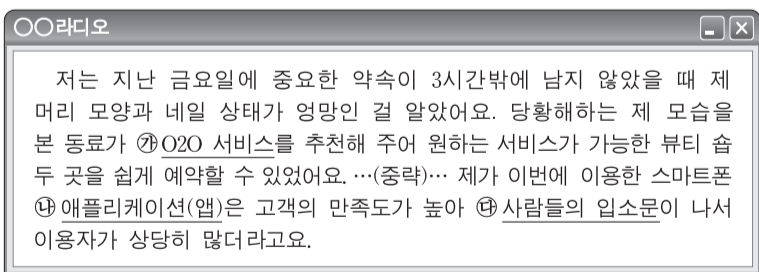 ○○라디오
저는 지난 금요일에 중요한 약속이 3시간밖에 남지 않았을 때 제
머리 모양과 네일 상태가 엉망인 걸 알았어요. 당황해하는 제 모습을
본 동료가 ㉮O2O 서비스를 추천해 주어 원하는 서비스가 가능한 뷰티 숍
두 곳을 쉽게 예약할 수 있었어요. …(중략)… 제가 이번에 이용한 스마트폰
㉯애플리케이션(앱)은 고객의 만족도가 높아 ㉰사람들의 입소문이 나서
이용자가 상당히 많더라고요.